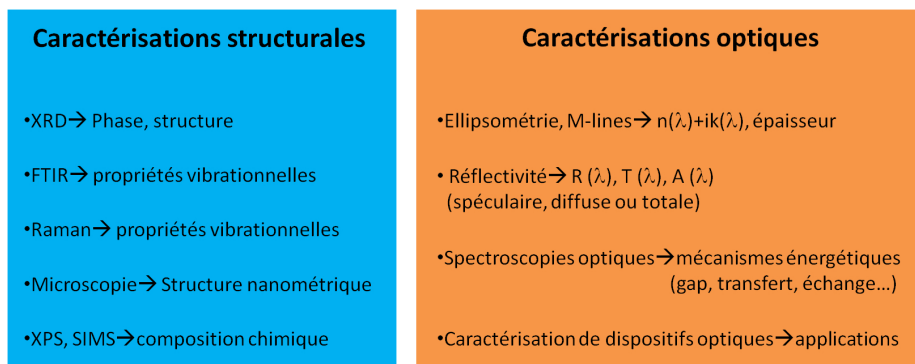 Caractérisations structurales
•XRD→ Phase, structure
•FTIR→ propriétés vibrationnelles
•Raman→ propriétés vibrationnelles
•Microscopie→ Structure nanométrique
•XPS, SIMS→composition chimique
Caractérisations optiques
•Ellipsométrie, M-lines→ n(λ)+ik(λ), épaisseur
• Réflectivité→ R (λ), T (λ), A (λ)
(spéculaire, diffuse ou totale)
•Spectroscopies optiques→mécanismes énergétiques
(gap, transfert, échange...)
•Caractérisation de dispositifs optiques→applications